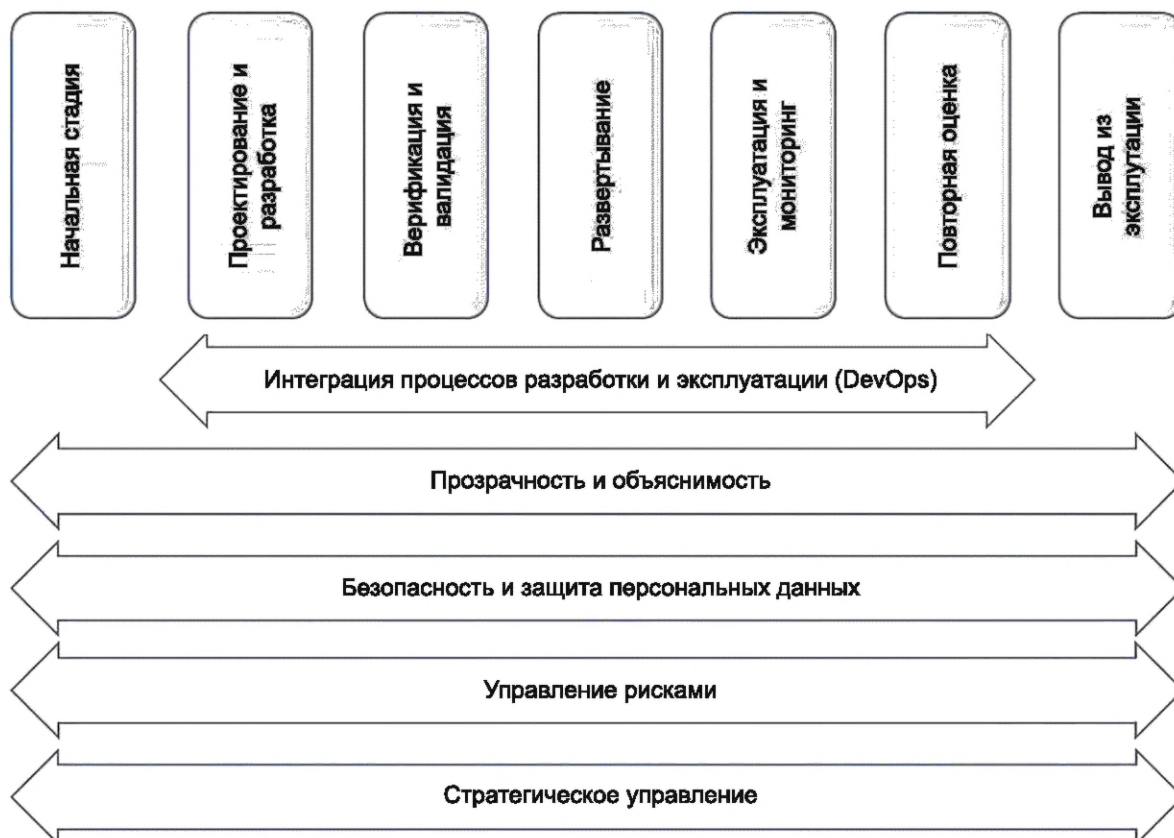 Начальная стадия
Проектирование и
разработка
Верификация и
валидация
Развертывание
Эксплуатация и
мониторинг
Повторная оценка
Вывод из
эксплутации
Интеграция процессов разработки и эксплуатации (DevOps)
Прозрачность и объяснимость
Безопасность и защита персональных данных
Управление рисками
Стратегическое управление